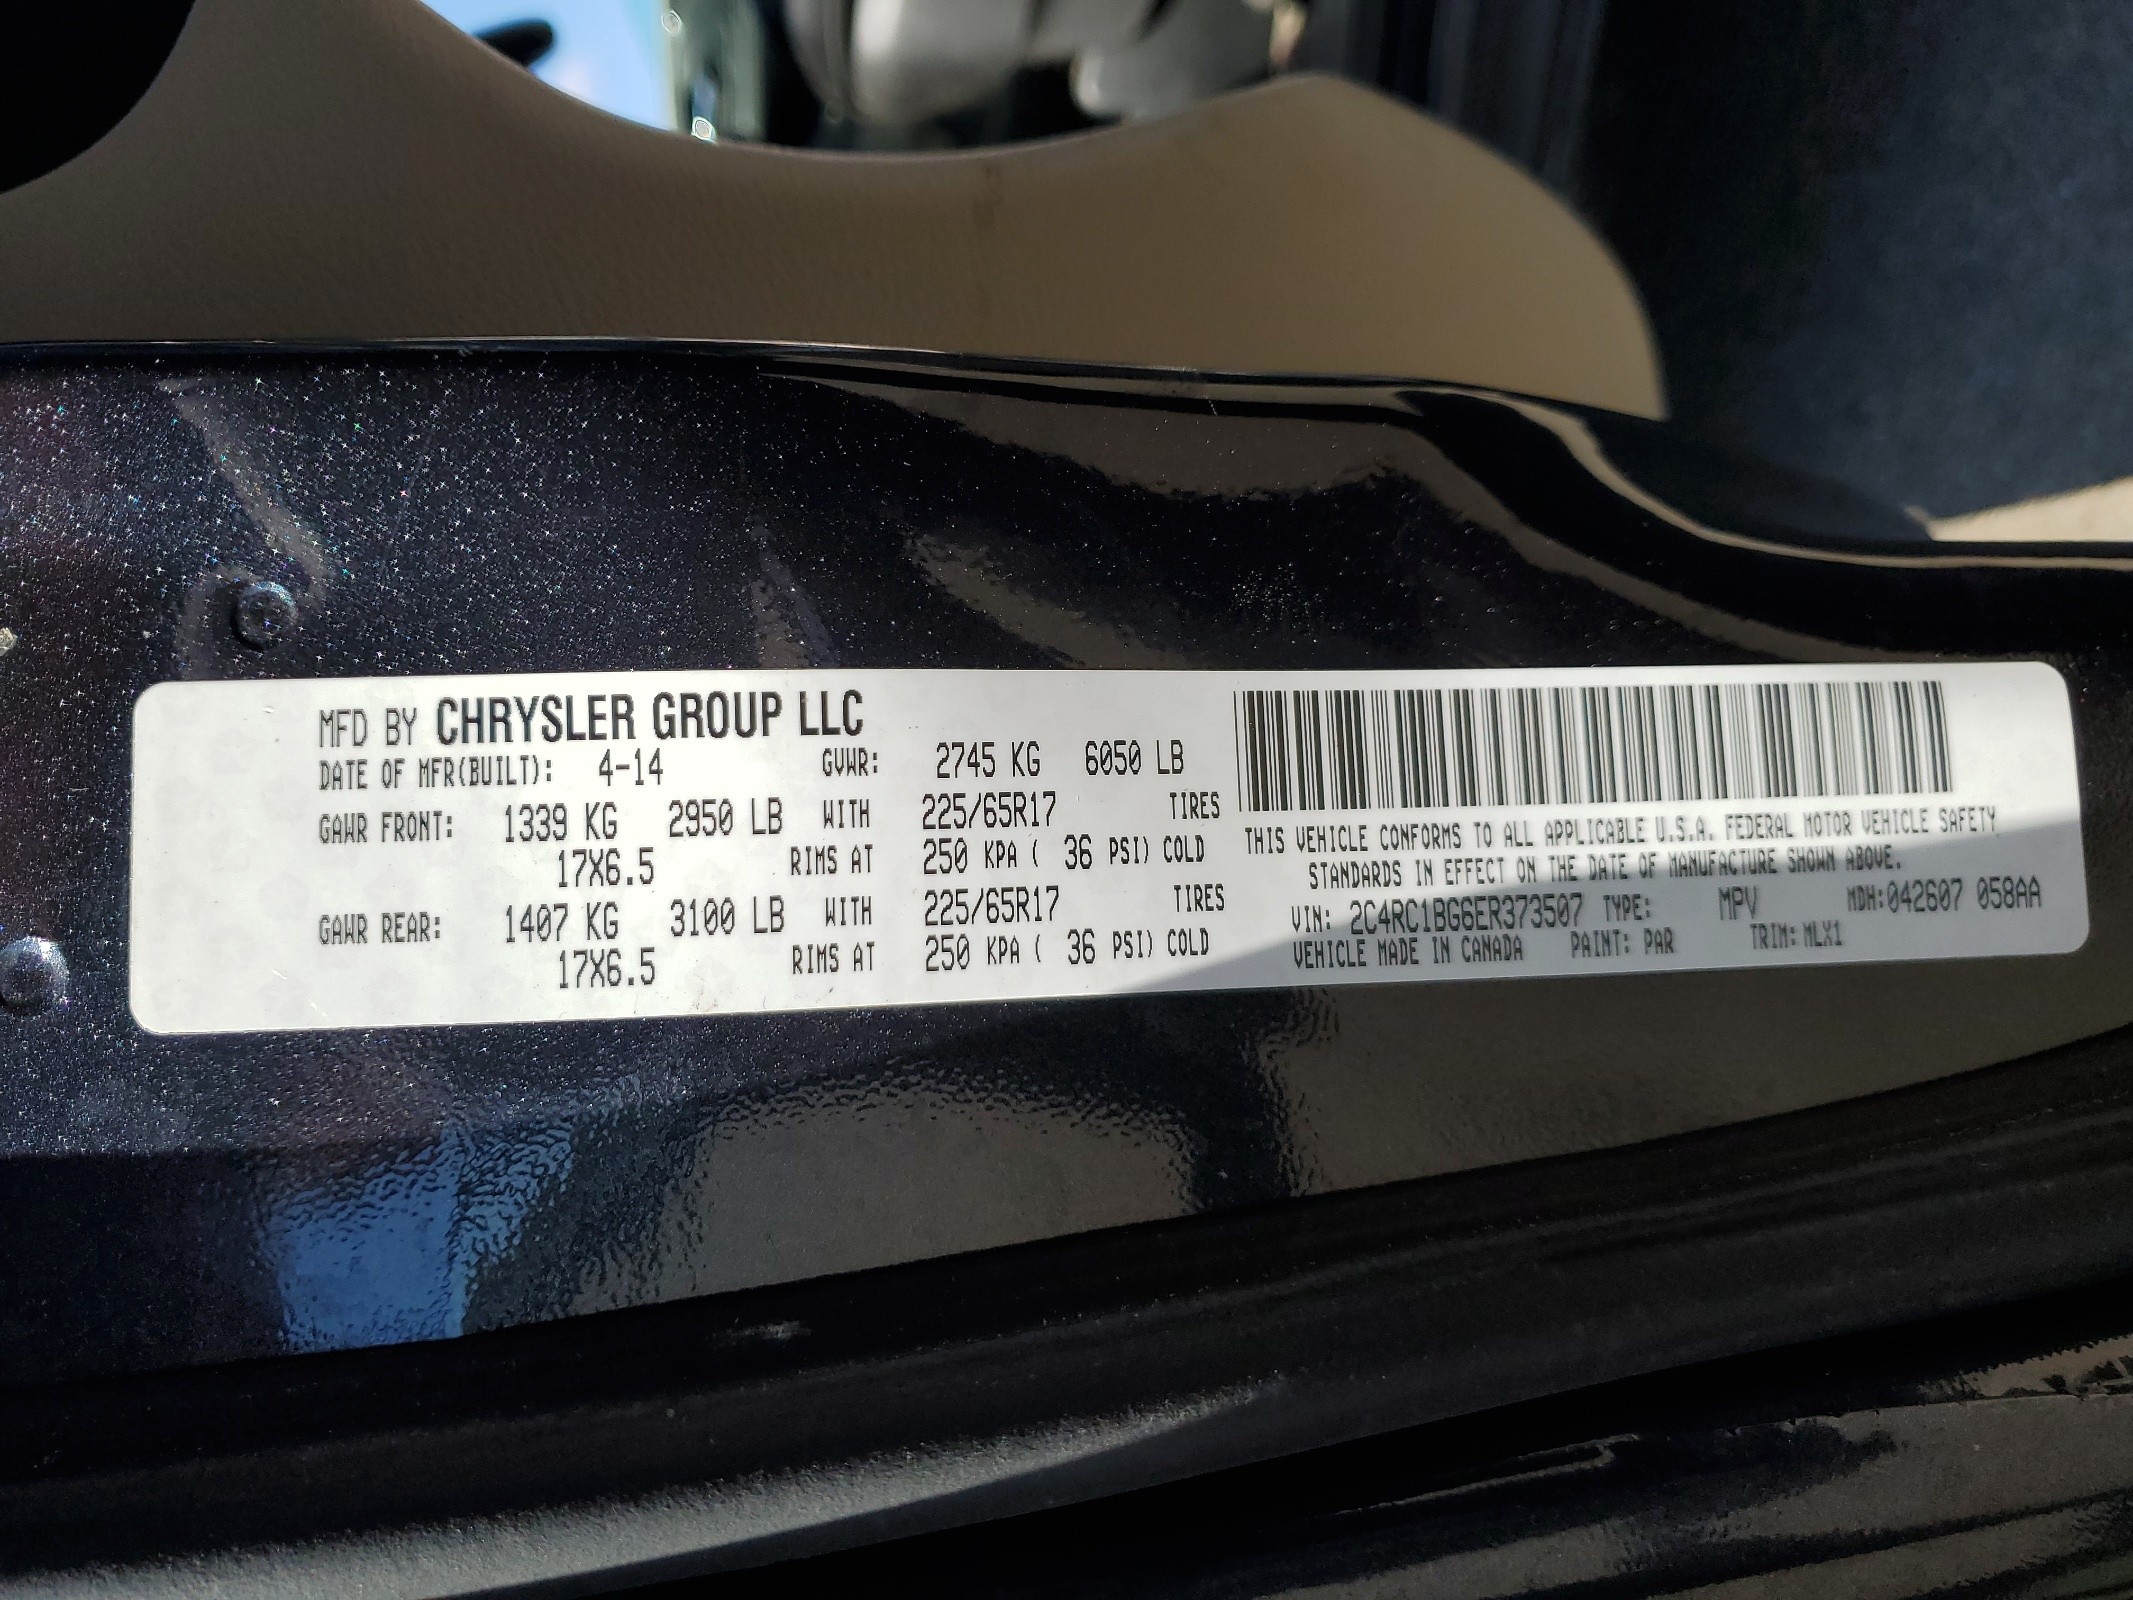 MFD BY CHRYSLER GROUP LLC
DATE OF MFR(BUILT): 4-14 GVWR: 2745 KG 6050 LB
GAWR FRONT: 1339 KG 2950 LB WITH 225/65R17 TIRES
17X6.5 RIMS AT 250 KPA ( 36 PSI) COLD
GAWR REAR: 1407 KG 3100 LB WITH 225/65R17 TIRES
17X6.5 RIMS AT 250 KPA ( 36 PSI) COLD
THIS VEHICLE CONFORMS TO ALL APPLICABLE U.S.A. FEDERAL MOTOR VEHICLE SAFETY
STANDARDS IN EFFECT ON THE DATE OF MANUFACTURE SHOWN ABOVE.
VIN: 2C4RC1BG6ER373507 TYPE: MPV MDH:042607 058AA
VEHICLE MADE IN CANADA PAINT: PAR TRIM: MLX1